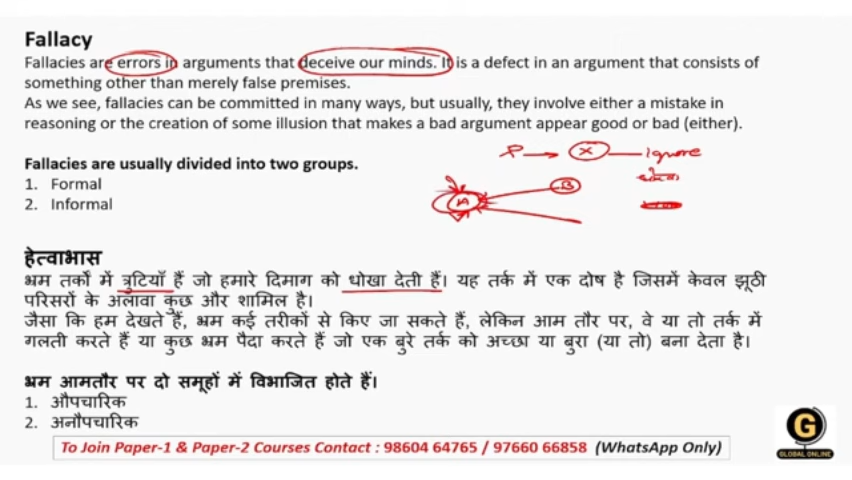 Fallacy
Fallacies are errors in arguments that deceive our minds. It is a defect in an argument that consists of
something other than merely false premises.
As we see, fallacies can be committed in many ways, but usually, they involve either a mistake in
reasoning or the creation of some illusion that makes a bad argument appear good or bad (either).
P X Ignore
Fallacies are usually divided into two groups.
धोखा
1. Formal
B
2. Informal
A
हेत्वाभास
भ्रम तर्कों में त्रुटियाँ हैं जो हमारे दिमाग को धोखा देती हैं। यह तर्क में एक दोष है जिसमें केवल झूठी
परिसरों के अलावा कुछ और शामिल है।
जैसा कि हम देखते हैं, भ्रम कई तरीकों से किए जा सकते हैं, लेकिन आम तौर पर, वे या तो तर्क में
गलती करते हैं या कुछ भ्रम पैदा करते हैं जो एक बुरे तर्क को अच्छा या बुरा (या तो) बना देता है।
भ्रम आमतौर पर दो समूहों में विभाजित होते हैं।
1. औपचारिक
2. अनौपचारिक
To Join Paper-1 & Paper-2 Courses Contact : 98604 64765 / 97660 66858 (WhatsApp Only)
G
GLOBAL ONLINE